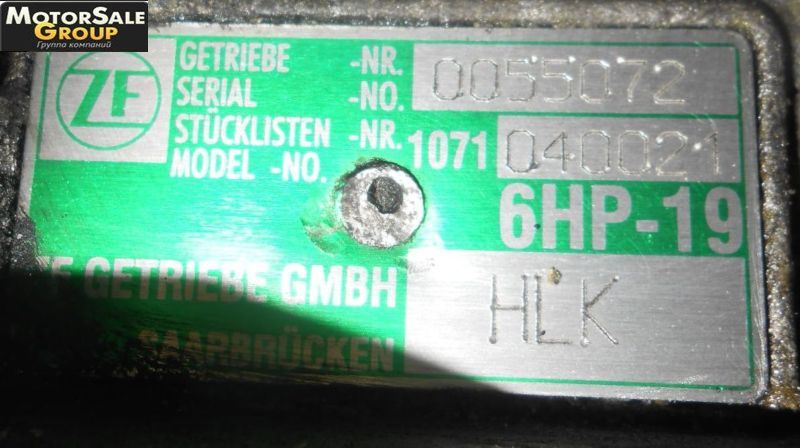 MOTORSALE
GROUP
Группа компаний
ZF
GETRIEBE -NR. 0055072
SERIAL -NO.
STÜCKLISTEN -NR. 1071 040021
MODEL -NO.
6HP-19
ZF GETRIEBE GMBH
SAARBRÜCKEN
HLK